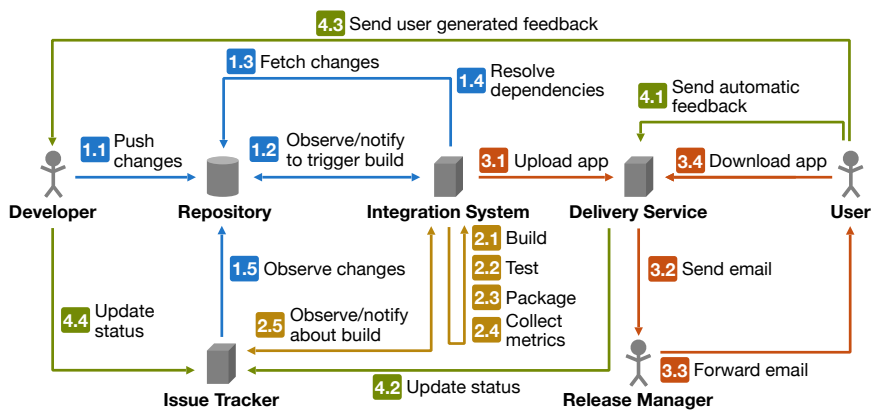 4.3 Send user generated feedback
1.3 Fetch changes
1.4 Resolve
dependencies
4.1 Send automatic
feedback
1.1 Push
changes
1.2 Observe/notify
to trigger build
3.1 Upload app
3.4 Download app
Developer
Repository
Integration System
Delivery Service
User
2.1 Build
2.2 Test
2.3 Package
2.4 Collect
metrics
1.5 Observe changes
3.2 Send email
4.4 Update
status
2.5 Observe/notify
about build
4.2 Update status
3.3 Forward email
Issue Tracker
Release Manager